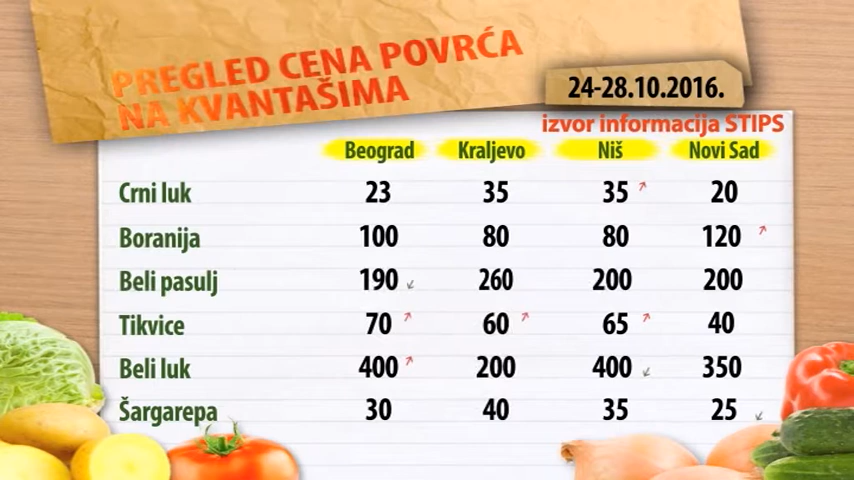 PREGLED CENA POVRĆA
NA KVANTAŠIMA
24-28.10.2016.
izvor informacija STIPS
Beograd Kraljevo Niš Novi Sad
Crni luk 23 35 35 20
Boranija 100 80 80 120
Beli pasulj 190 260 200 200
Tikvice 70 60 65 40
Beli luk 400 200 400 350
Šargarepa 30 40 35 25